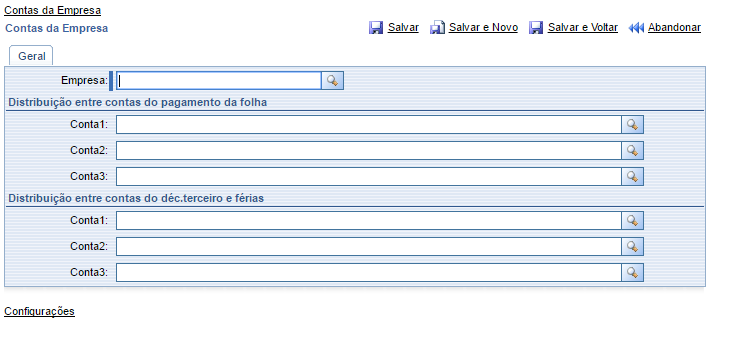 Contas da Empresa
Contas da Empresa
Salvar Salvar e Novo Salvar e Voltar Abandonar
Geral
Empresa:
Distribuição entre contas do pagamento da folha
Conta1:
Conta2:
Conta3:
Distribuição entre contas do déc.terceiro e férias
Conta1:
Conta2:
Conta3:
Configurações